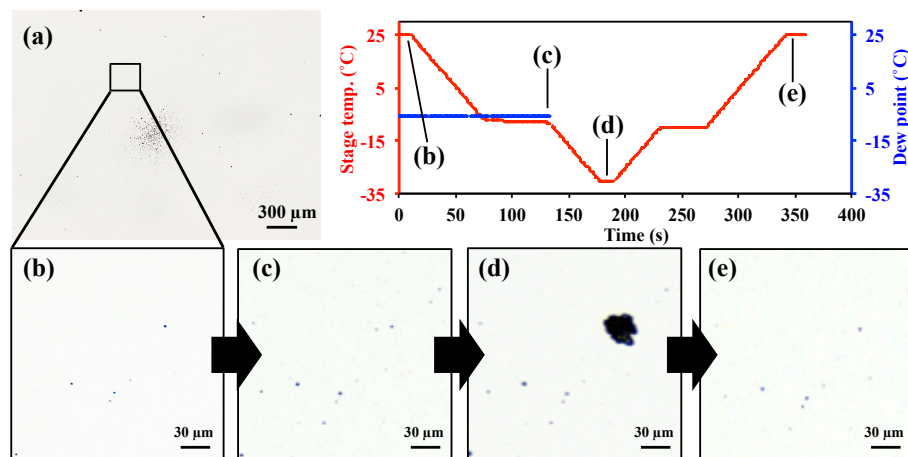 (a)
300 μm
Stage temp. (°C)
25
5
-15
-35
(b)
(c)
(d)
(e)
25
5
-15
-35
Dew point (°C)
0 50 100 150 200 250 300 350 400
Time (s)
(b)
30 μm
(c)
30 μm
(d)
30 μm
(e)
30 μm